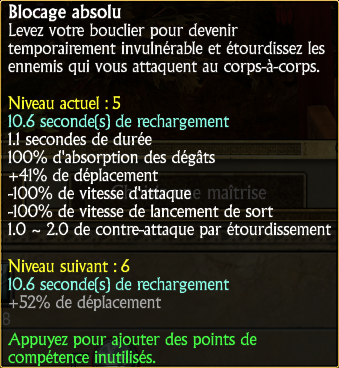 Blocage absolu
Levez votre bouclier pour devenir
temporairement invulnérable et étourdissez les
ennemis qui vous attaquent au corps-à-corps.
Niveau actuel : 5
10.6 seconde(s) de rechargement
1.1 secondes de durée
100% d'absorption des dégâts
+41% de déplacement
-100% de vitesse d'attaque
-100% de vitesse de lancement de sort
1.0 ~ 2.0 de contre-attaque par étourdissement
Niveau suivant : 6
10.6 seconde(s) de rechargement
+52% de déplacement
Appuyez pour ajouter des points de
compétence inutilisés.